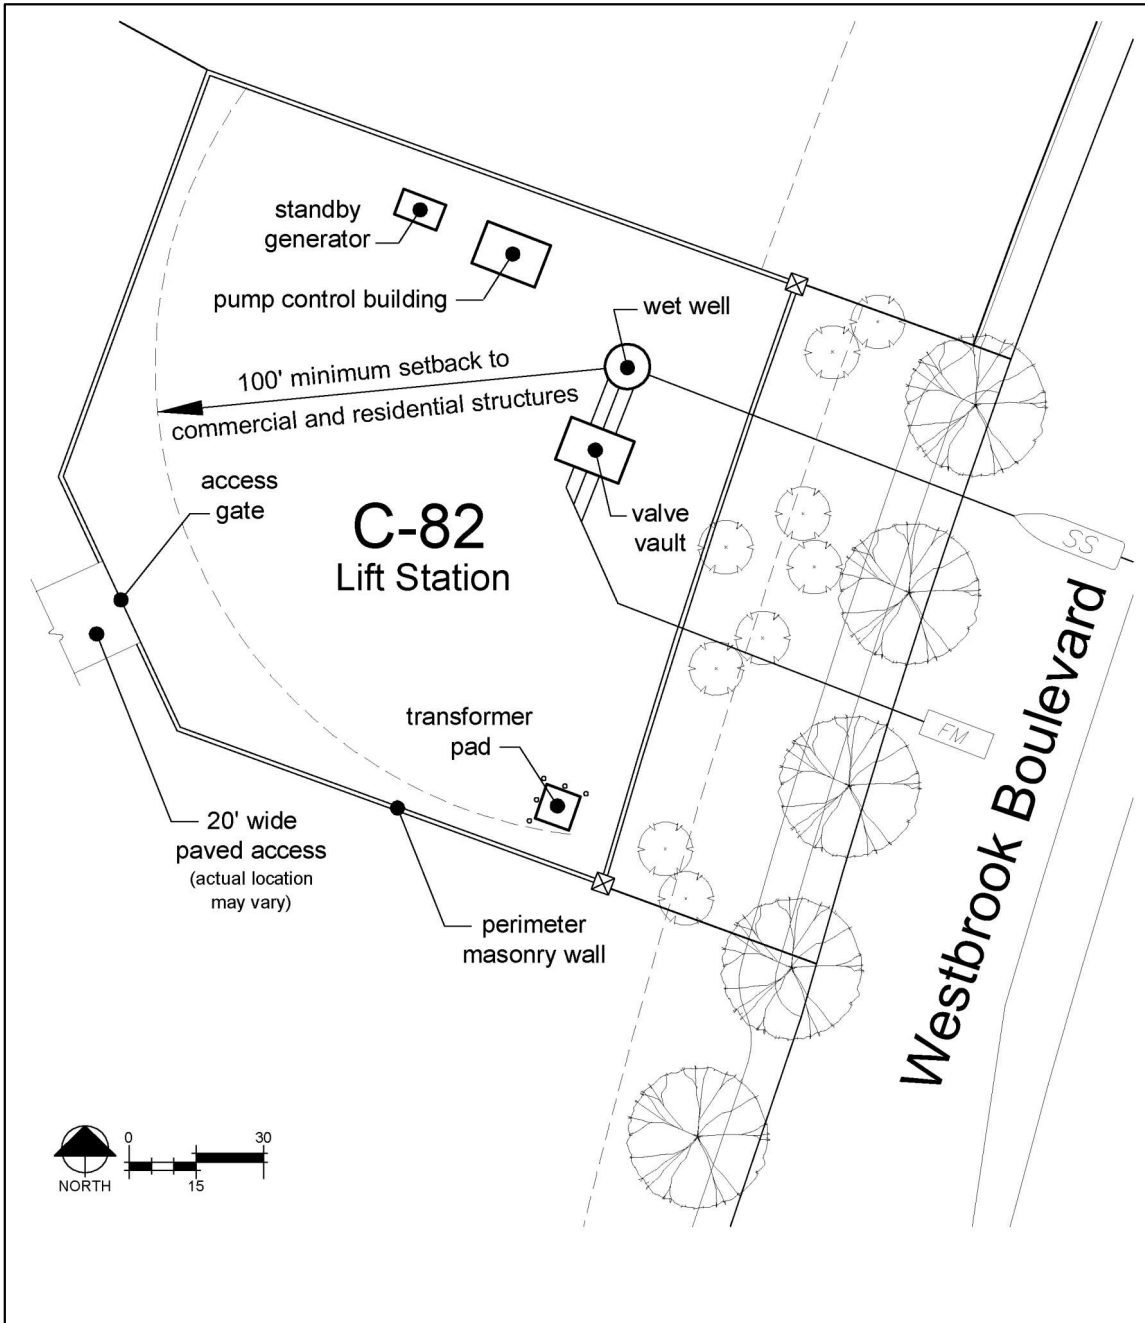 standby
generator
pump control building
wet well
100' minimum setback to
commercial and residential structures
access
gate
C-82
Lift Station
valve
vault
SS
transformer
pad
FM
Westbrook Boulevard
20' wide
paved access
(actual location
may vary)
perimeter
masonry wall
NORTH
0
30
15